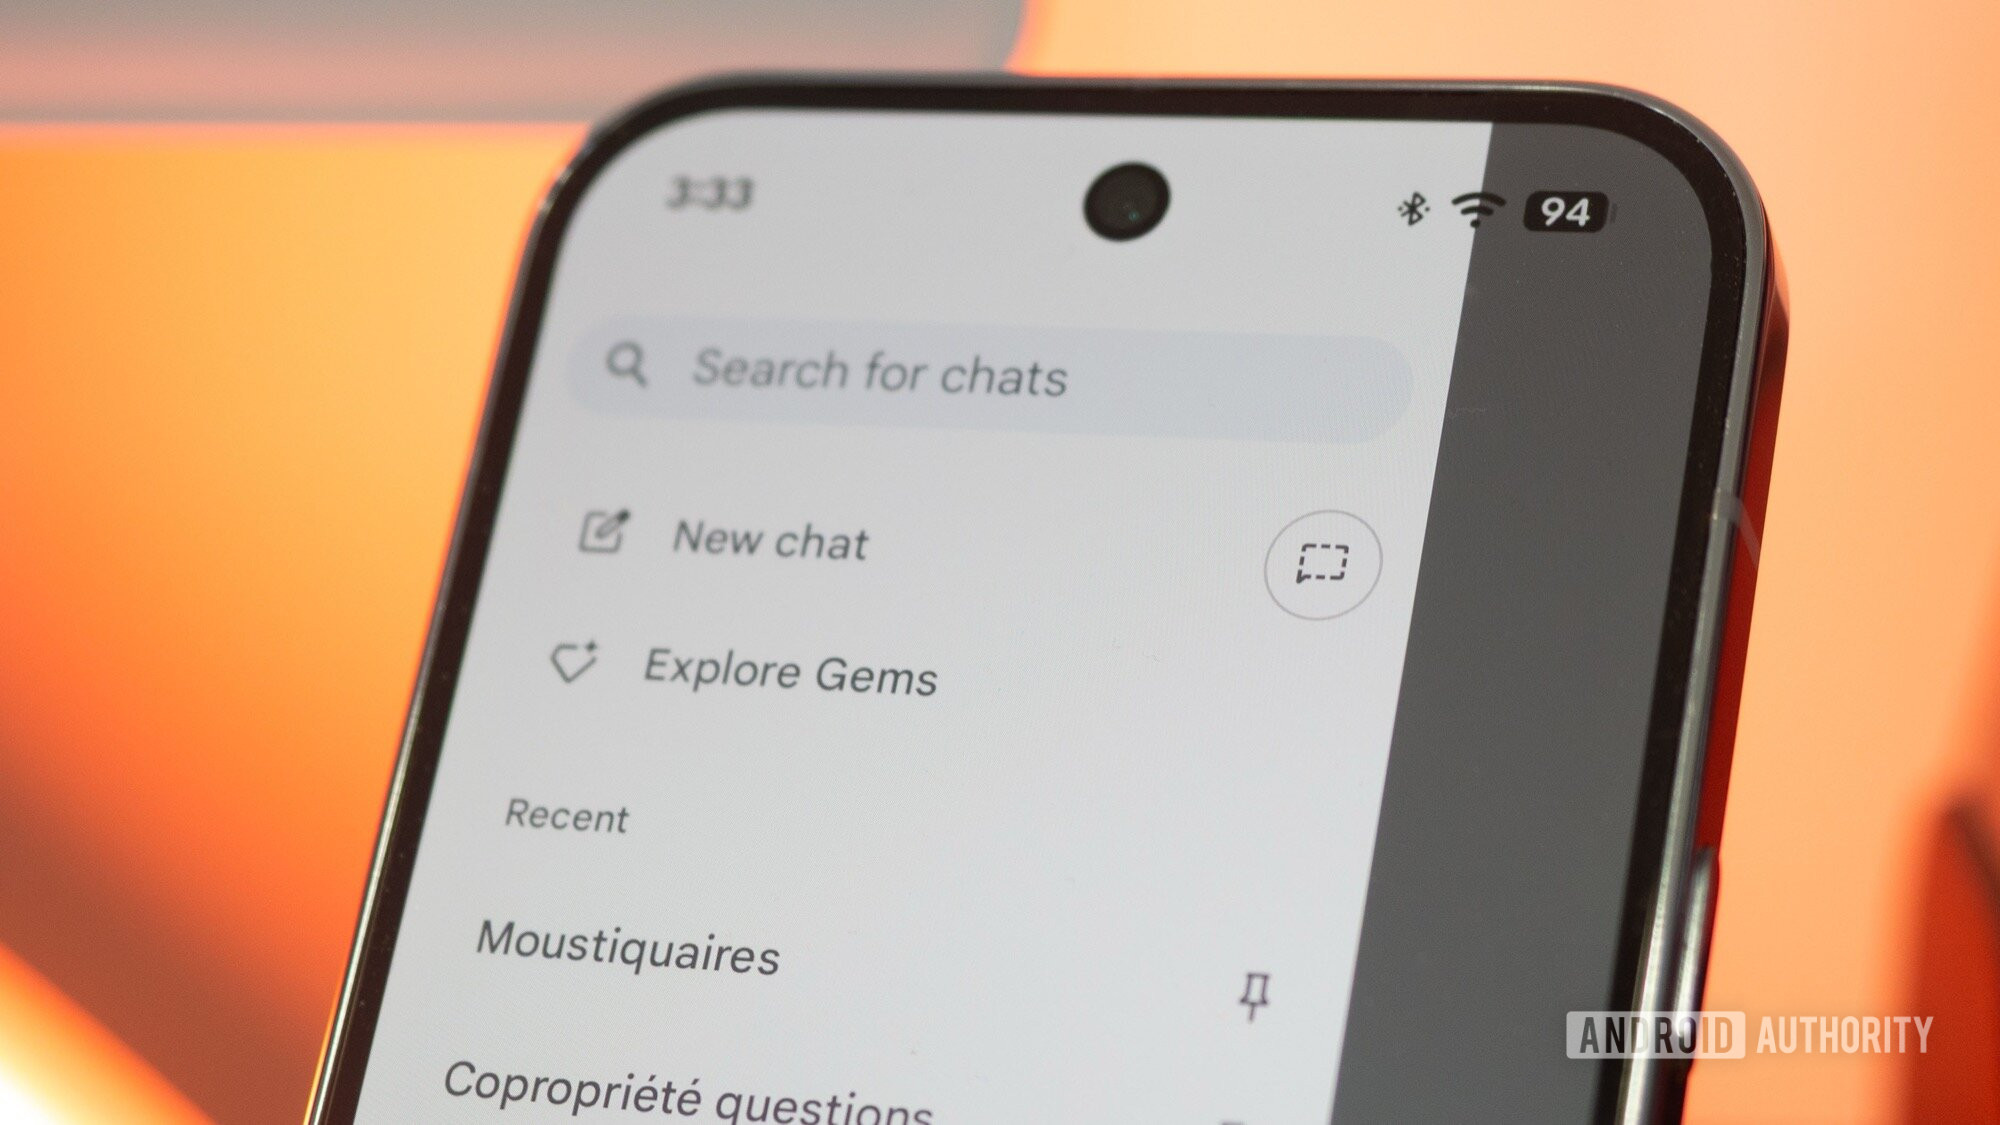 3:33
94
Search for chats
New chat
Explore Gems
Recent
Moustiquaires
Copropriété questions
ANDROID AUTHORITY